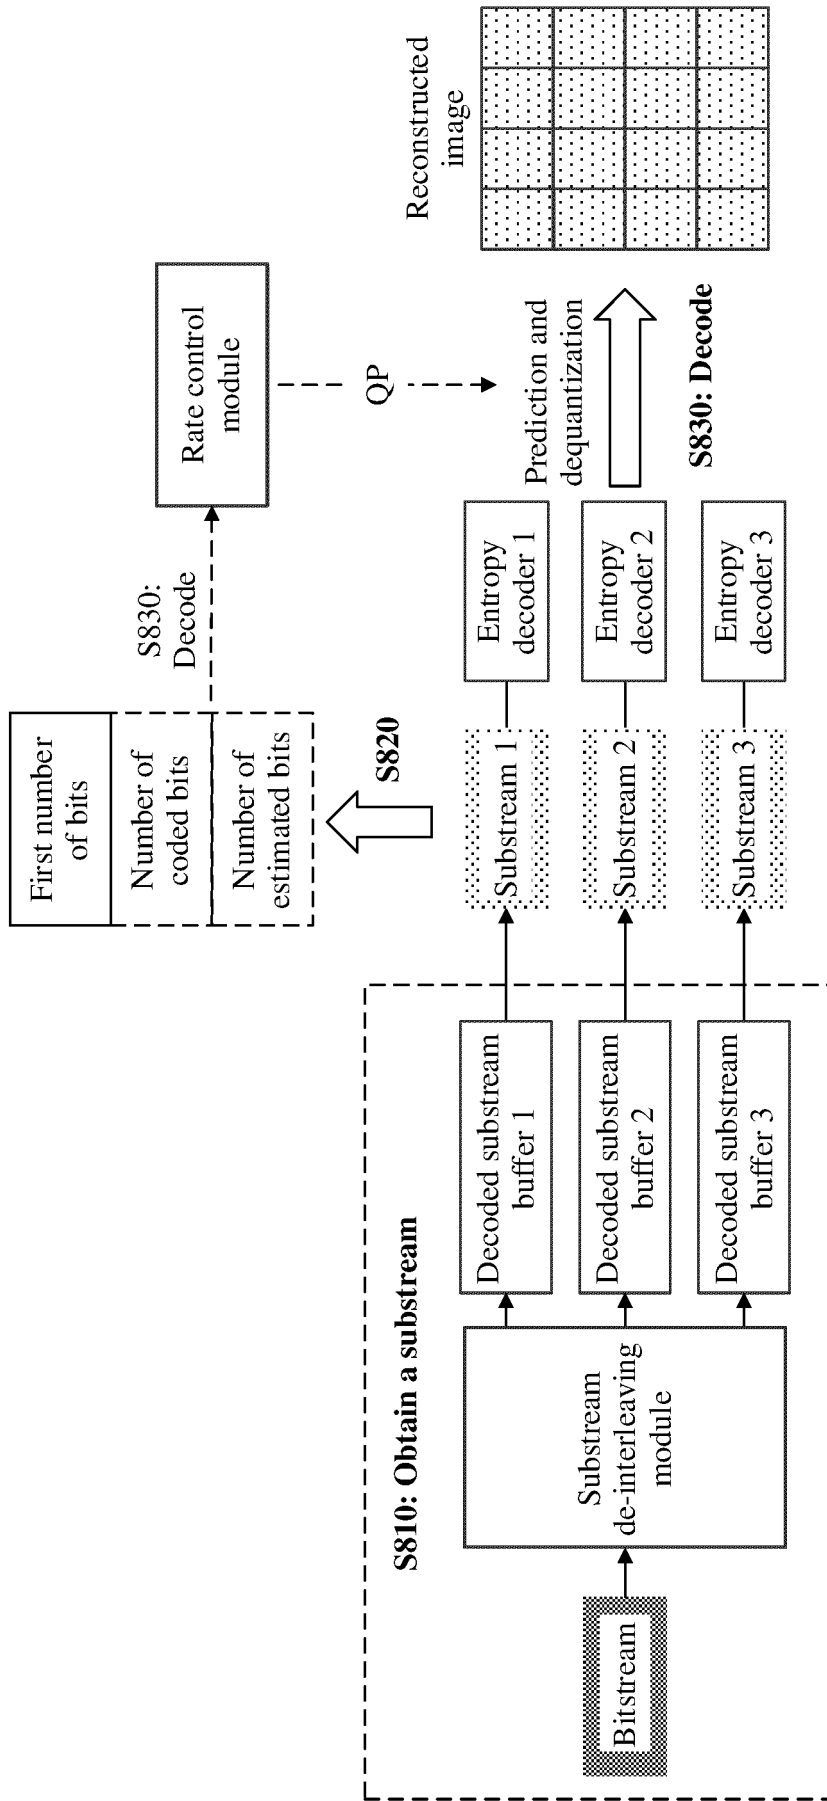 First number
of bits
Number of
coded bits
Number of
estimated bits
S830:
Decode
Rate control
module
QP
S820
S810: Obtain a substream
Bitstream
Substream
de-interleaving
module
Decoded substream
buffer 1
Decoded substream
buffer 2
Decoded substream
buffer 3
Substream 1
Substream 2
Substream 3
Entropy
decoder 1
Entropy
decoder 2
Entropy
decoder 3
Prediction and
dequantization
S830: Decode
Reconstructed
image